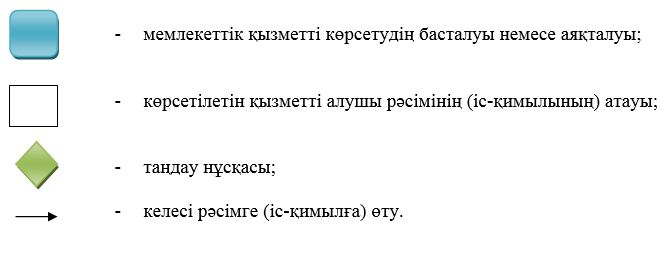 - мемлекеттік қызметті көрсетудің басталуы немесе аяқталуы;
- көрсетілетін қызметті алушы рәсімінің (іс-қимылының) атауы;
- таңдау нұсқасы;
- келесі рәсімге (іс-қимылға) өту.